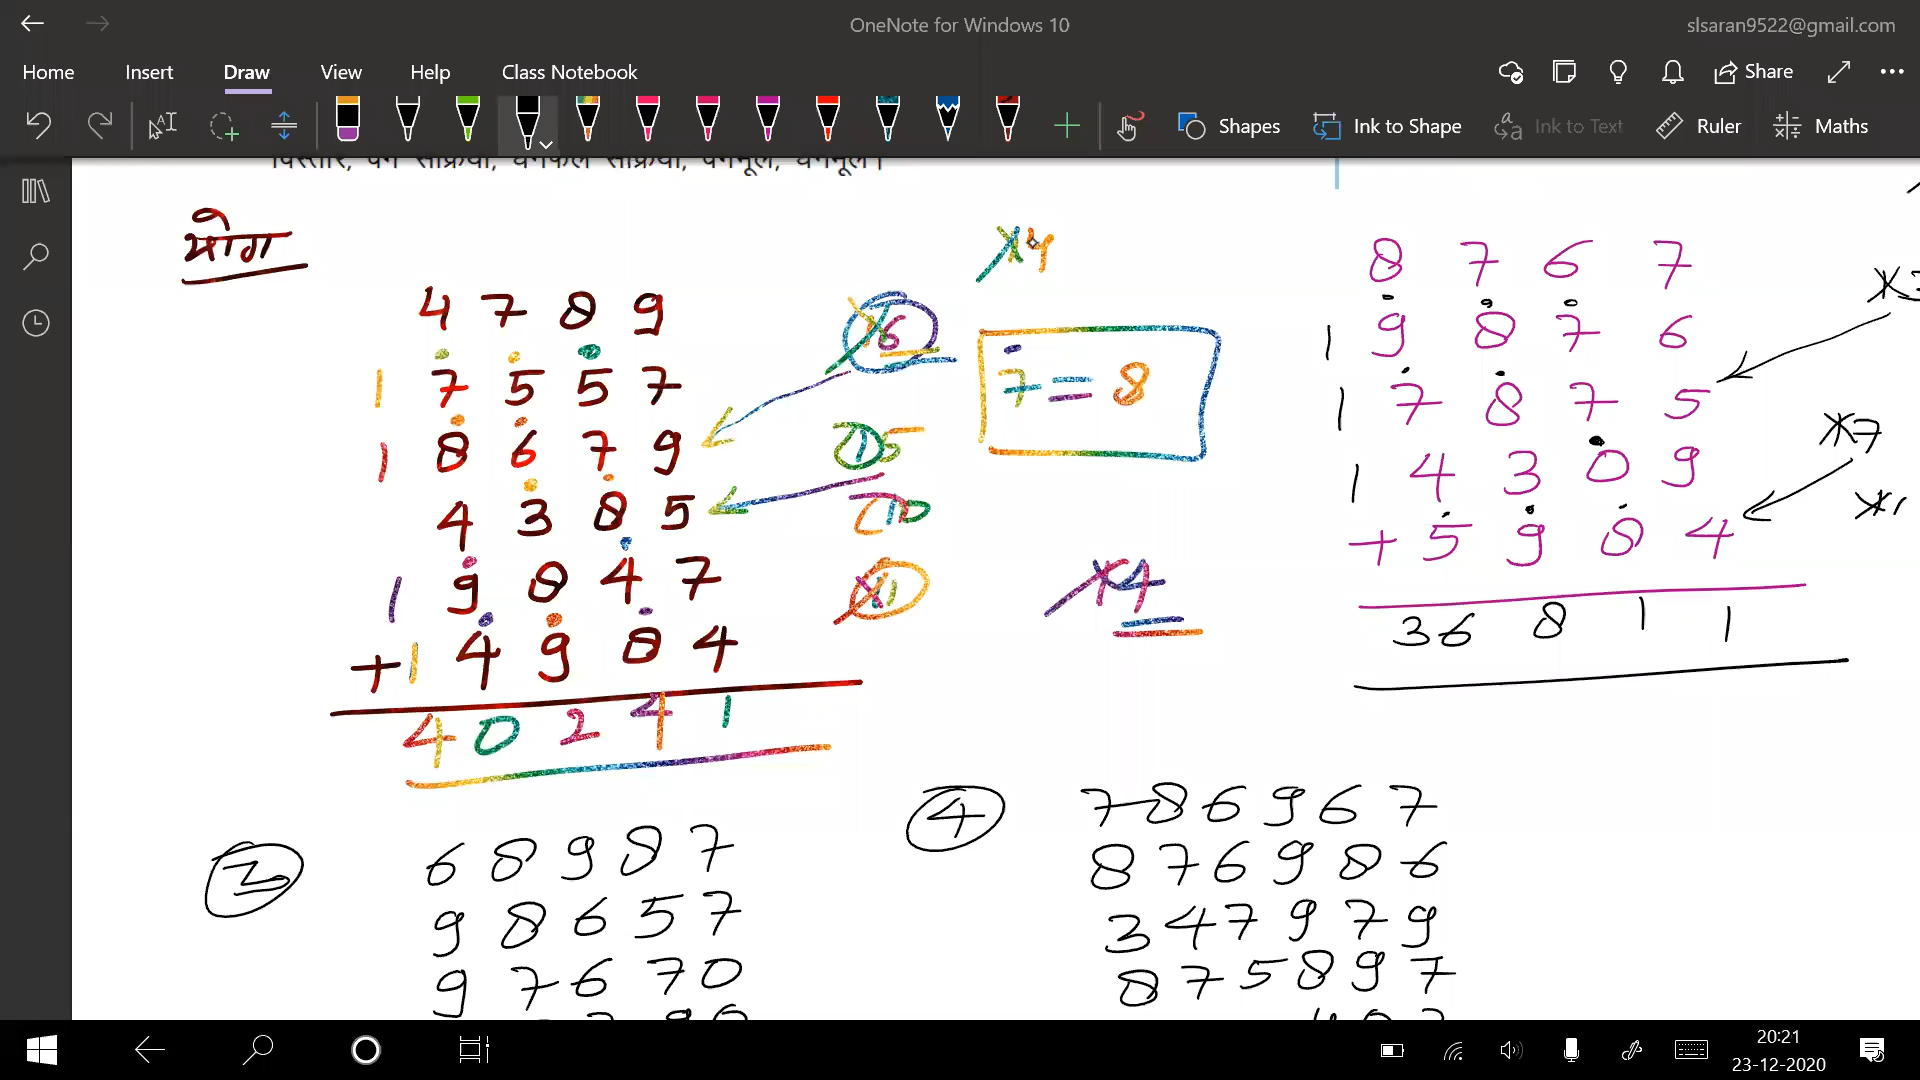 OneNote for Windows 10
slsaran9522@gmail.com
Home Insert Draw View Help Class Notebook
Share
Shapes Ink to Shape Ink to Text Ruler Maths
योग
4 7 8 9
1 7 5 5 7
1 8 6 7 9
4 3 8 5
1 9 8 4 7
+1 4 9 8 4
4 0 2 4 1
7 = 8
8 7 6 7
1 9 8 7 6
1 7 8 7 5
1 4 3 0 9
+ 5 9 8 4
36 8 1 1
2
6 8 9 8 7
9 8 6 5 7
9 7 6 7 0
4
7 8 6 9 6 7
8 7 6 9 8 6
3 4 7 9 7 9
8 7 5 8 9 7
20:21
23-12-2020